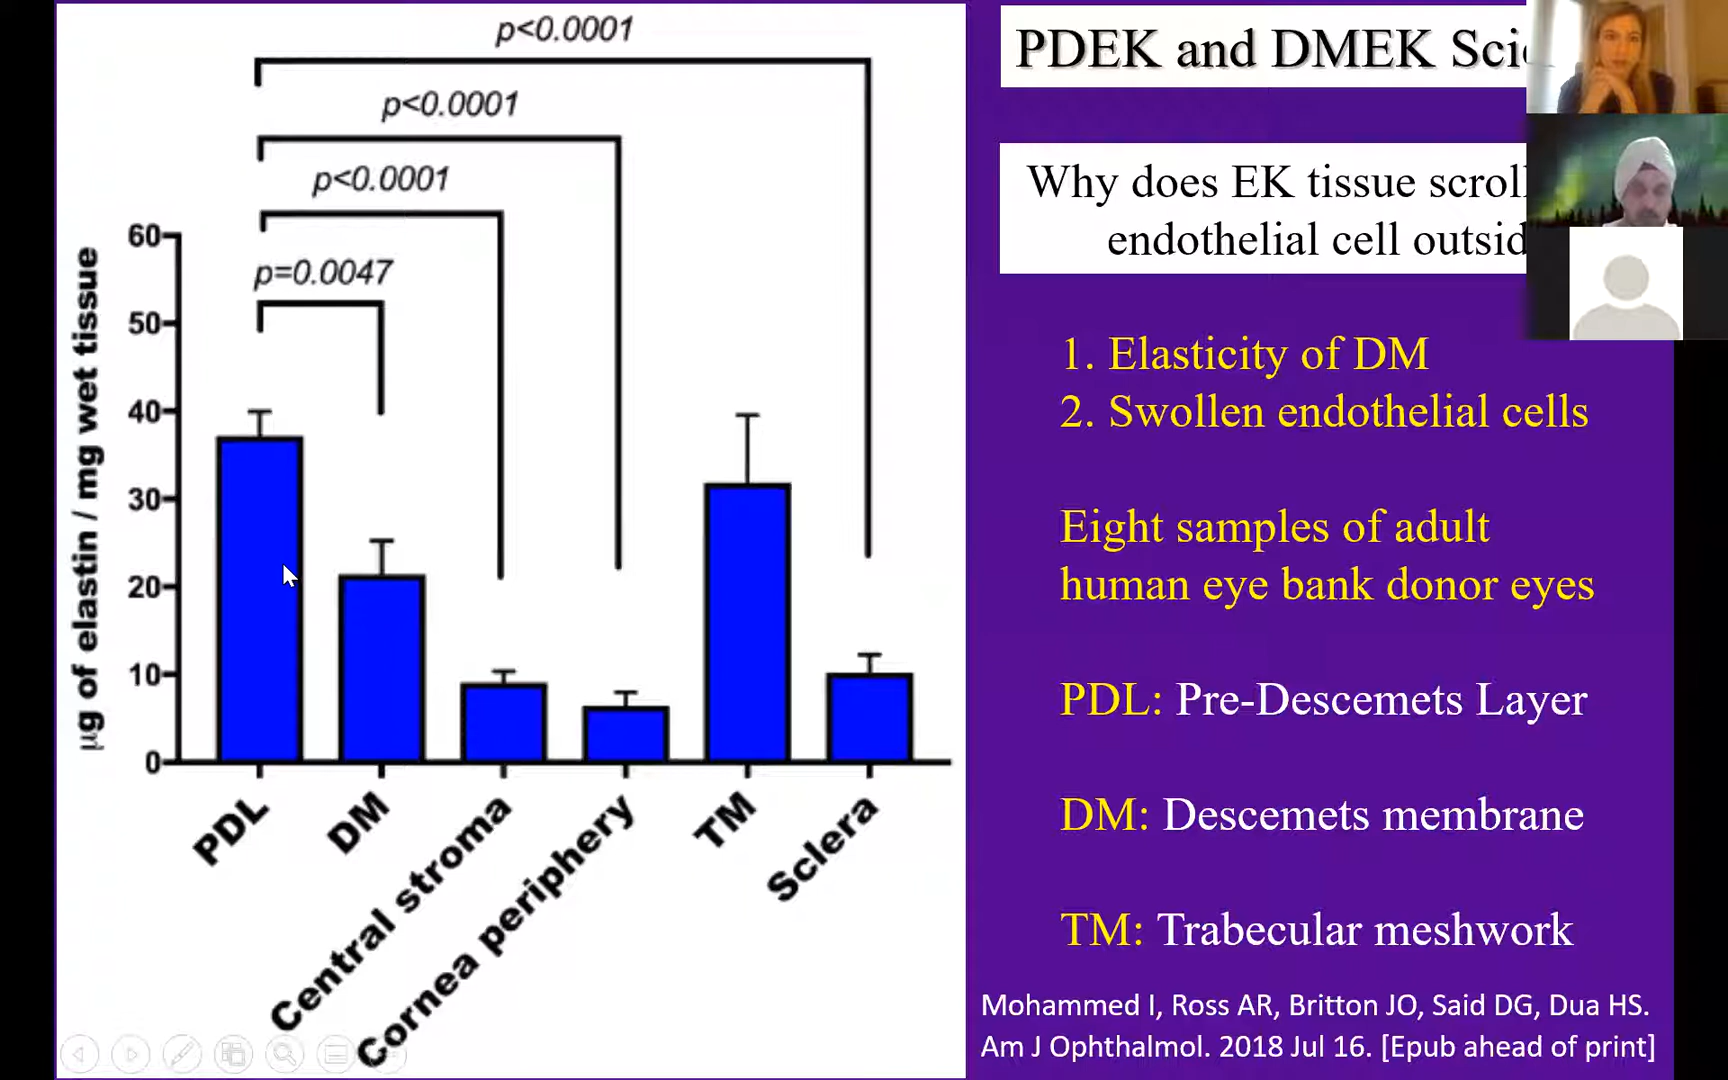 p<0.0001
p<0.0001
p<0.0001
p=0.0047
60
50
40
30
20
10
0
μg of elastin / mg wet tissue
PDL
DM
Central stroma
Cornea periphery
TM
Sclera
PDEK and DMEK
Why does EK tissue scroll
endothelial cell
1. Elasticity of DM
2. Swollen endothelial cells
Eight samples of adult
human eye bank donor eyes
PDL: Pre-Descemets Layer
DM: Descemets membrane
TM: Trabecular meshwork
Mohammed I, Ross AR, Britton JO, Said DG, Dua HS.
Am J Ophthalmol. 2018 Jul 16. [Epub ahead of print]